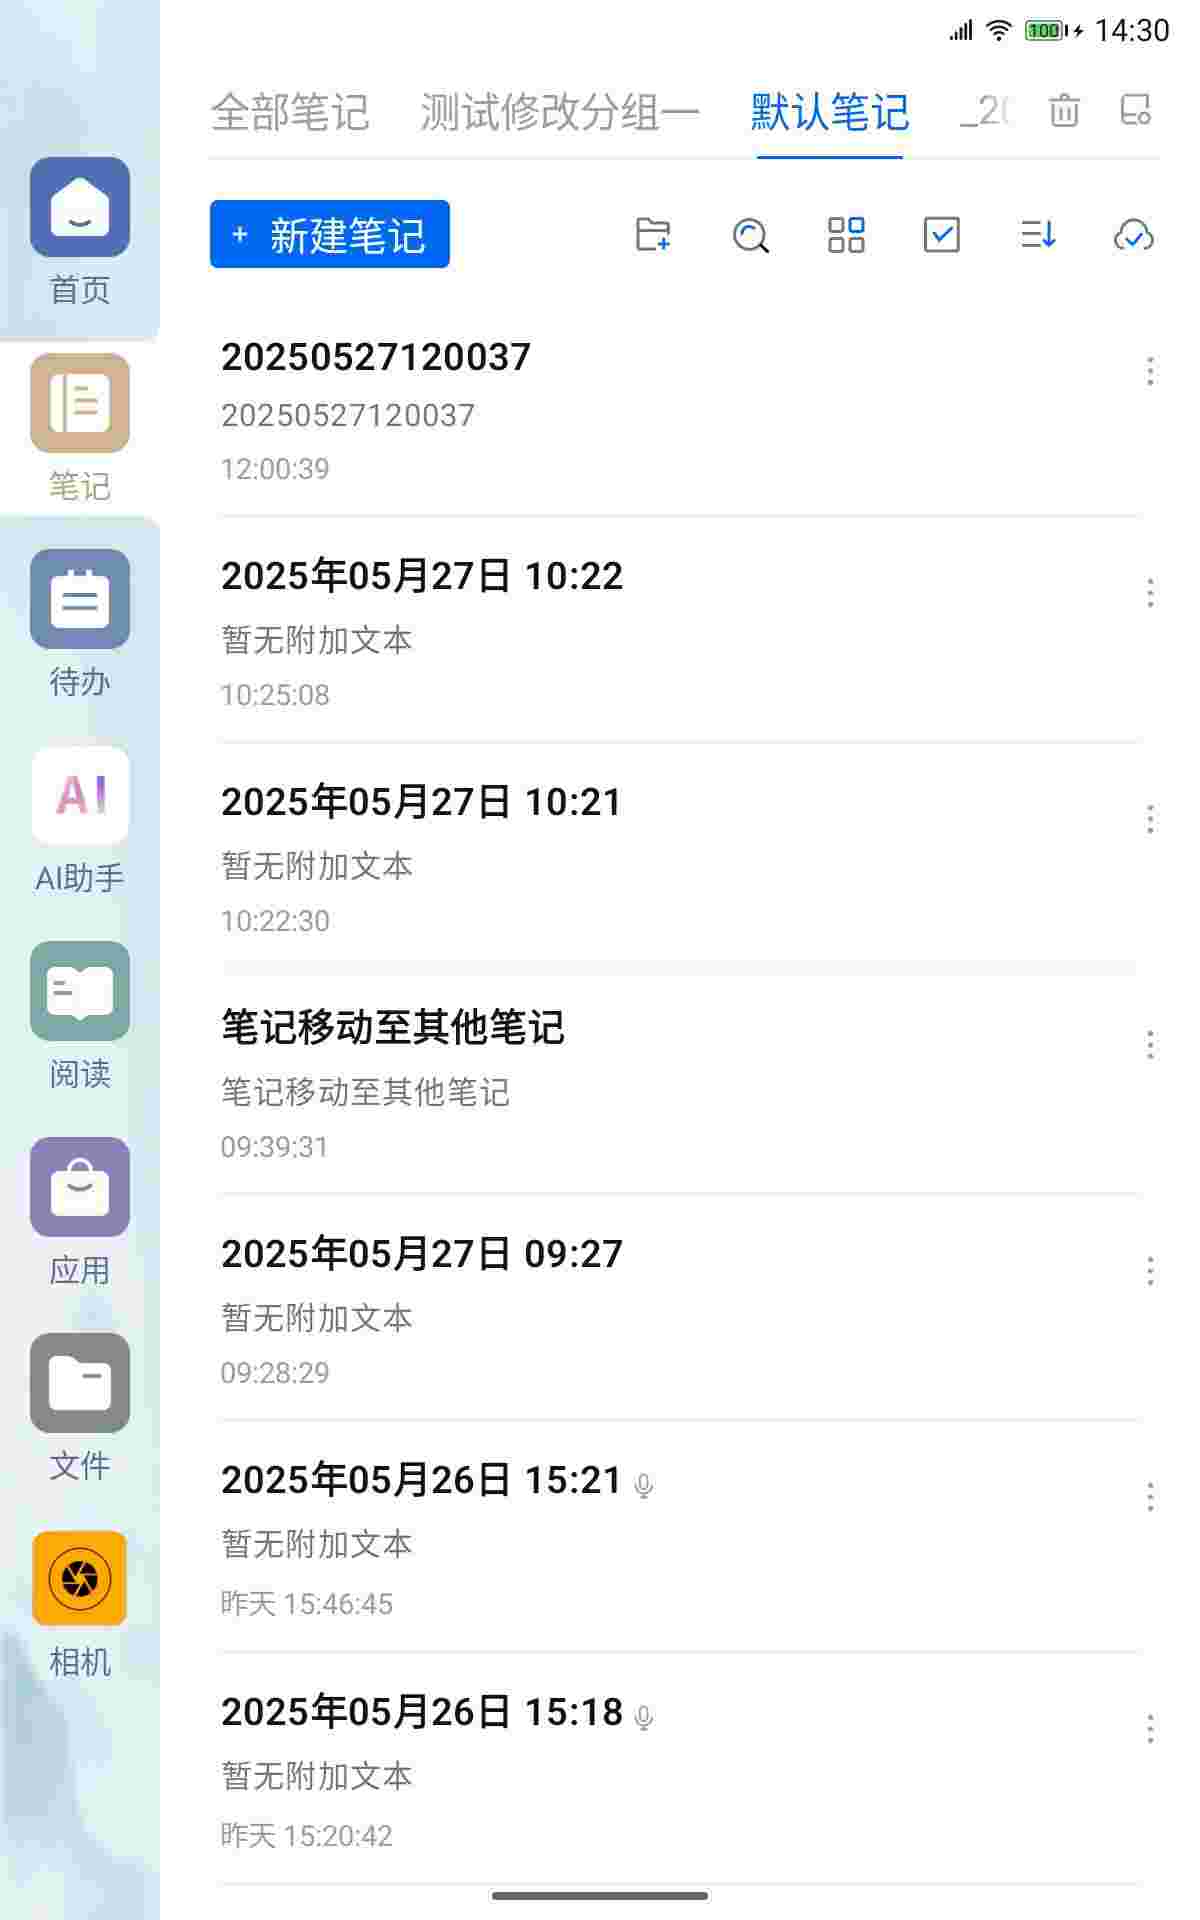 100 14:30
全部笔记 测试修改分组一 默认笔记 _20
+ 新建笔记
首页
笔记
待办
AI
AI助手
阅读
应用
文件
相机
20250527120037
20250527120037
12:00:39
2025年05月27日 10:22
暂无附加文本
10:25:08
2025年05月27日 10:21
暂无附加文本
10:22:30
笔记移动至其他笔记
笔记移动至其他笔记
09:39:31
2025年05月27日 09:27
暂无附加文本
09:28:29
2025年05月26日 15:21
暂无附加文本
昨天 15:46:45
2025年05月26日 15:18
暂无附加文本
昨天 15:20:42